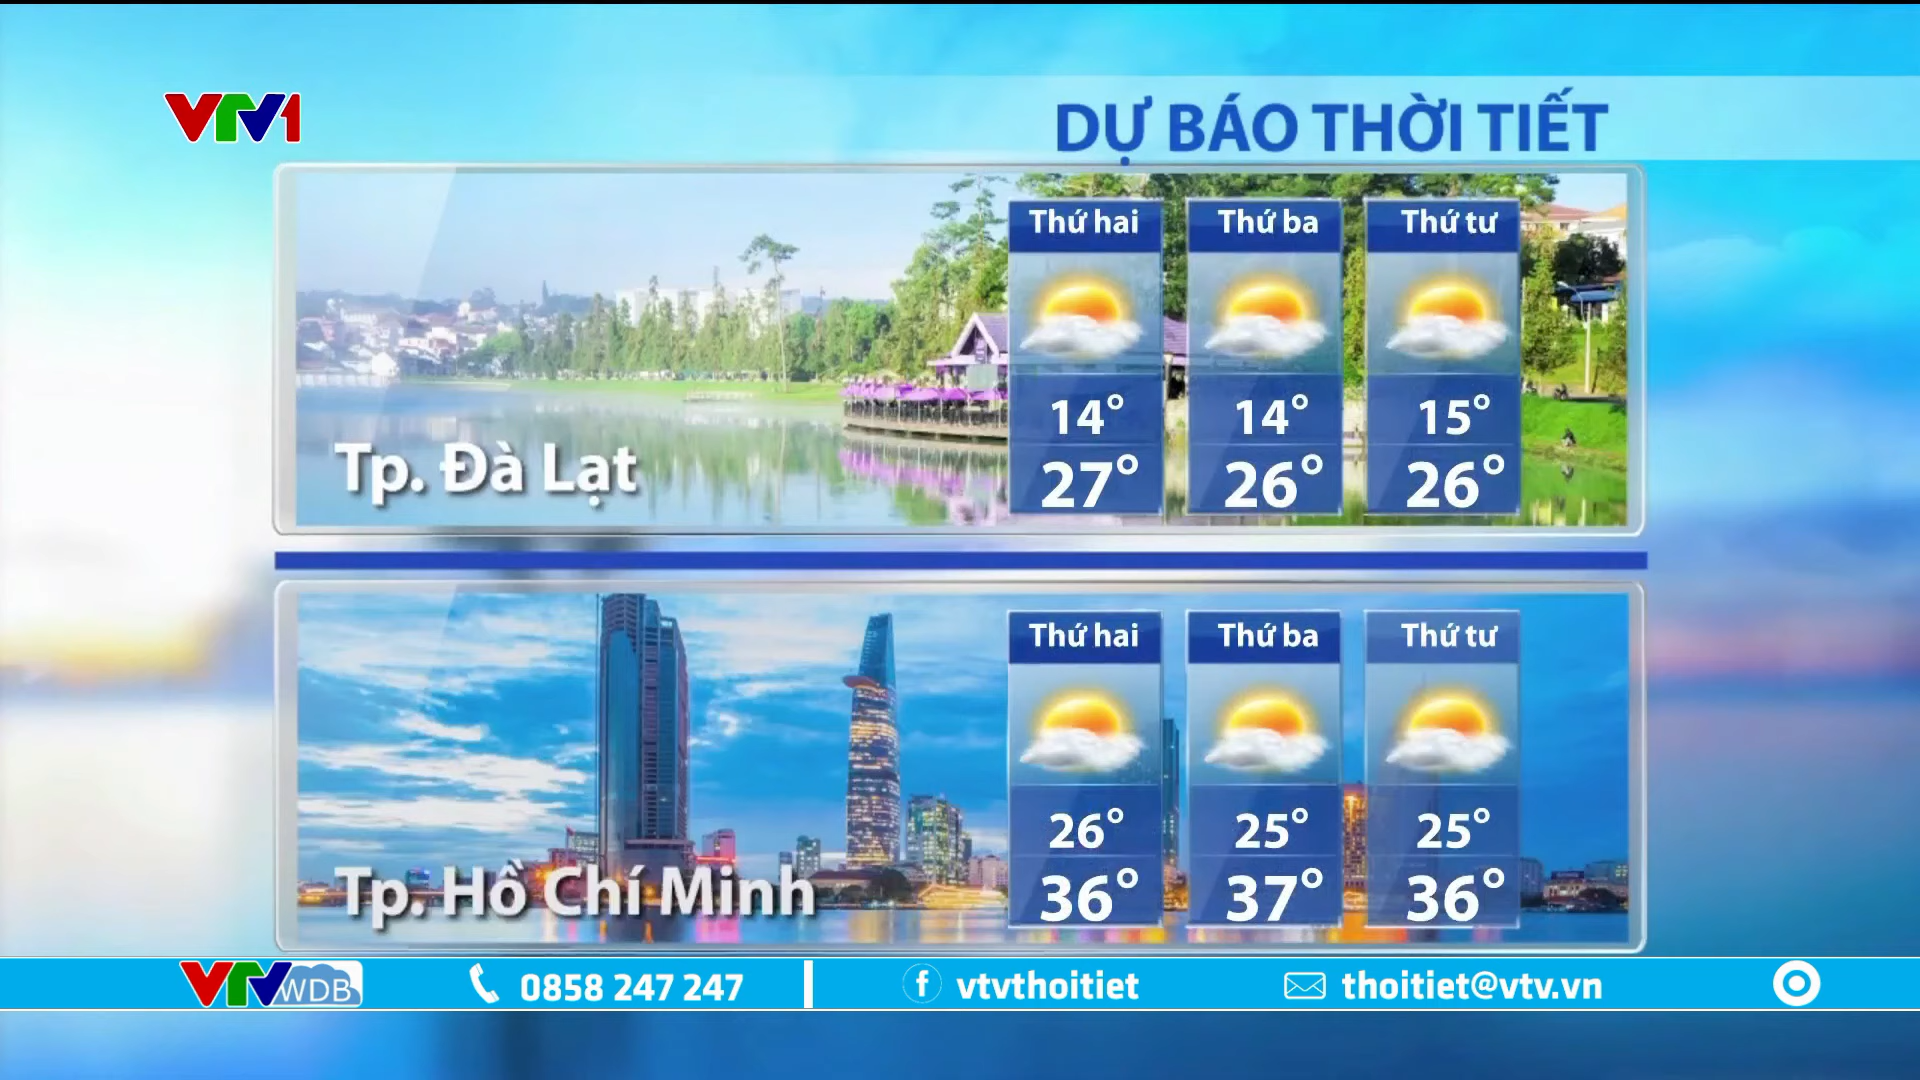 VTV1
DỰ BÁO THỜI TIẾT
Thứ hai Thứ ba Thứ tư
14° 14° 15°
27° 26° 26°
Tp. Đà Lạt
Thứ hai Thứ ba Thứ tư
26° 25° 25°
36° 37° 36°
Tp. Hồ Chí Minh
VTV WDB 0858 247 247 vtvthoitiet thoitiet@vtv.vn